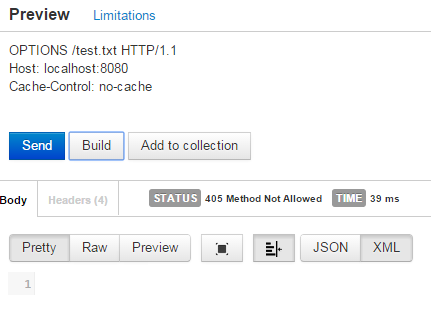 Preview Limitations
OPTIONS /test.txt HTTP/1.1
Host: localhost:8080
Cache-Control: no-cache
Send Build Add to collection
Body Headers (4) STATUS 405 Method Not Allowed TIME 39 ms
Pretty Raw Preview JSON XML
1